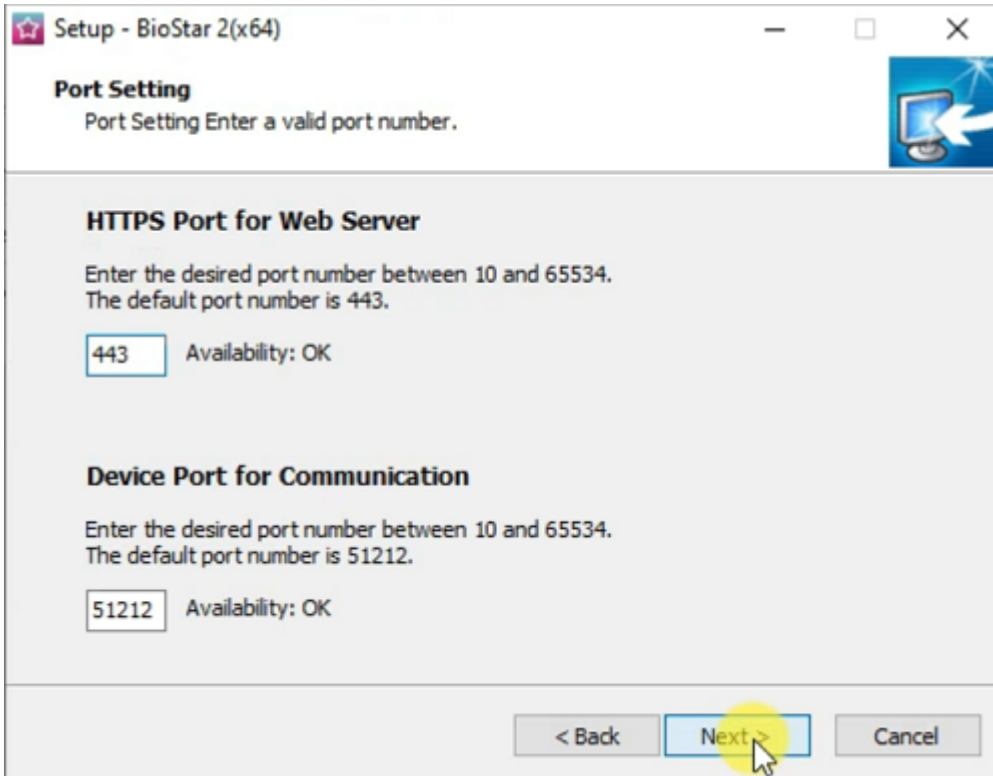 Setup - BioStar 2(x64)
Port Setting
Port Setting Enter a valid port number.
HTTPS Port for Web Server
Enter the desired port number between 10 and 65534.
The default port number is 443.
443 Availability: OK
Device Port for Communication
Enter the desired port number between 10 and 65534.
The default port number is 51212.
51212 Availability: OK
< Back Next > Cancel